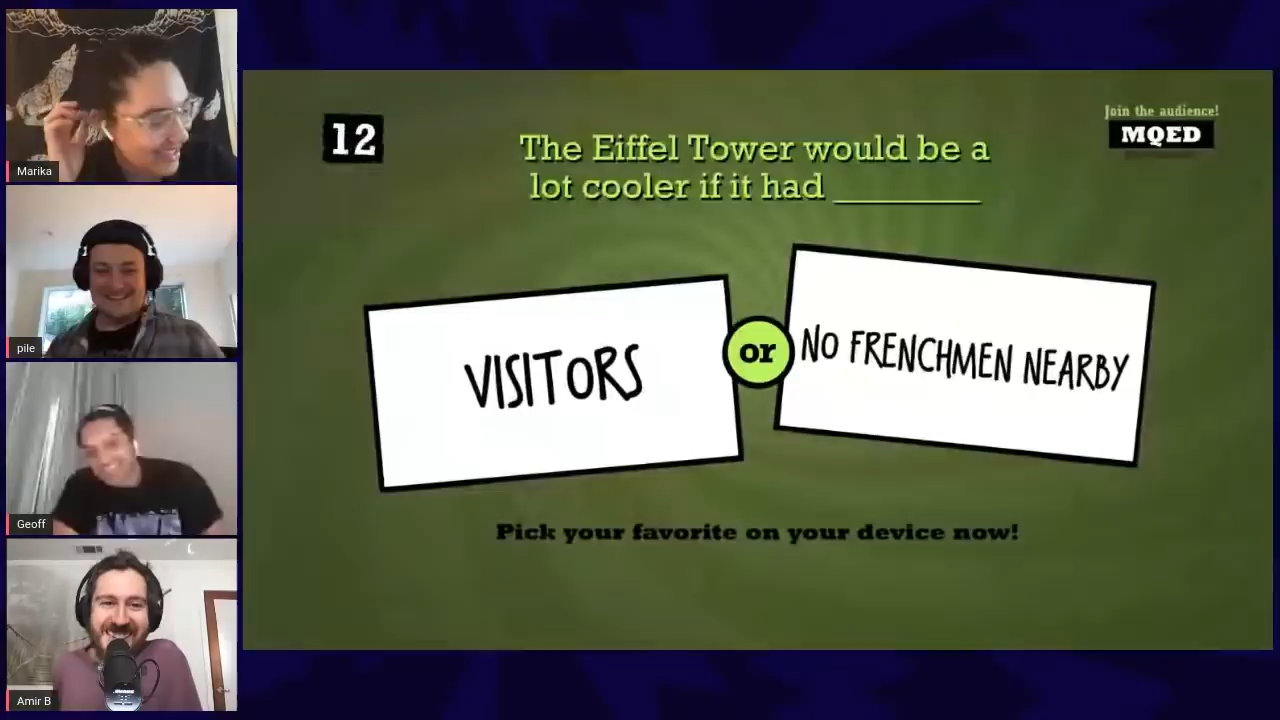 Marika
pile
Geoff
Amir B
12
The Eiffel Tower would be a
lot cooler if it had ________
Join the audience!
MQED
VISITORS
or
NO FRENCHMEN NEARBY
Pick your favorite on your device now!